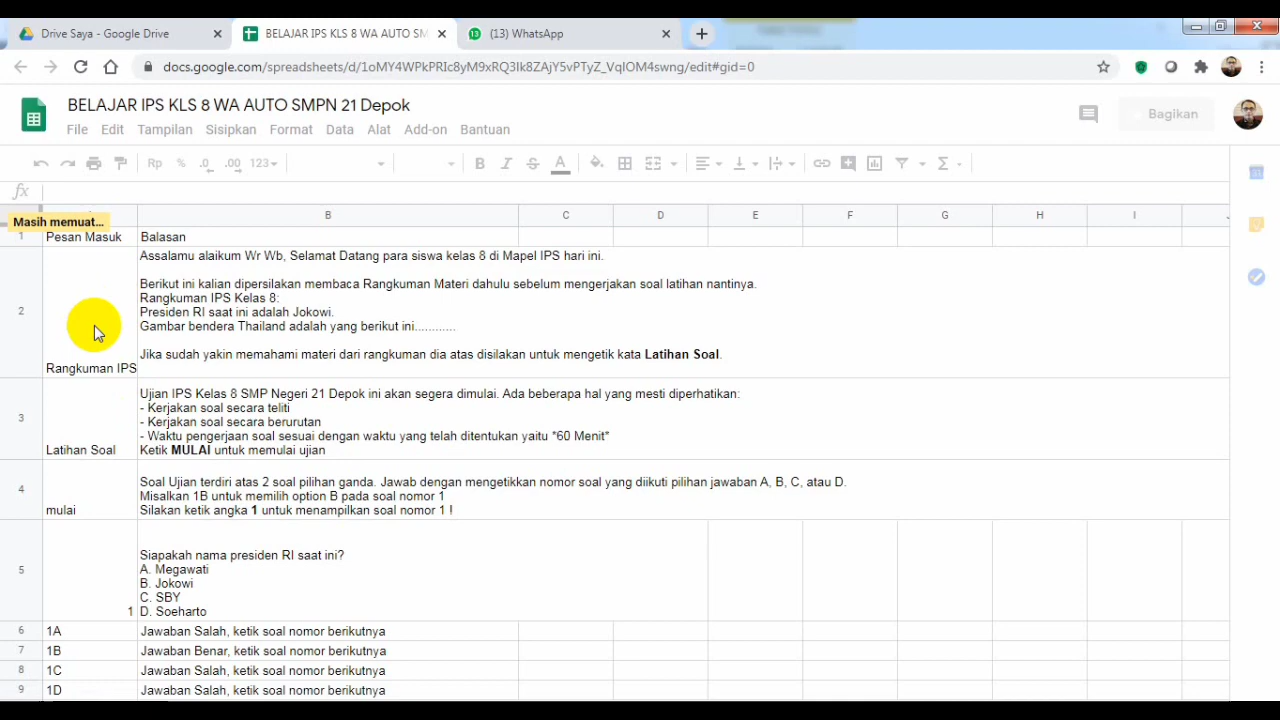 Drive Saya - Google Drive
BELAJAR IPS KLS 8 WA AUTO SM
(13) WhatsApp
docs.google.com/spreadsheets/d/1oMY4WPkPRIc8yM9xRQ3Ik8ZAjY5vPTyZ_VqIOM4swng/edit#gid=0
BELAJAR IPS KLS 8 WA AUTO SMPN 21 Depok
File Edit Tampilan Sisipkan Format Data Alat Add-on Bantuan
Bagikan
Rp % .0 .00 123 B I S A
fx
Masih memuat...
B C D E F G H I
1 Pesan Masuk Balasan
Assalamu alaikum Wr Wb, Selamat Datang para siswa kelas 8 di Mapel IPS hari ini.
Berikut ini kalian dipersilakan membaca Rangkuman Materi dahulu sebelum mengerjakan soal latihan nantinya.
Rangkuman IPS Kelas 8:
2 Presiden RI saat ini adalah Jokowi.
Gambar bendera Thailand adalah yang berikut ini............
Jika sudah yakin memahami materi dari rangkuman dia atas disilakan untuk mengetik kata Latihan Soal.
Rangkuman IPS
Ujian IPS Kelas 8 SMP Negeri 21 Depok ini akan segera dimulai. Ada beberapa hal yang mesti diperhatikan:
- Kerjakan soal secara teliti
3 - Kerjakan soal secara berurutan
- Waktu pengerjaan soal sesuai dengan waktu yang telah ditentukan yaitu *60 Menit*
Latihan Soal Ketik MULAI untuk memulai ujian
Soal Ujian terdiri atas 2 soal pilihan ganda. Jawab dengan mengetikkan nomor soal yang diikuti pilihan jawaban A, B, C, atau D.
4 Misalkan 1B untuk memilih option B pada soal nomor 1
mulai Silakan ketik angka 1 untuk menampilkan soal nomor 1 !
Siapakah nama presiden RI saat ini?
5 A. Megawati
B. Jokowi
C. SBY
1 D. Soeharto
6 1A Jawaban Salah, ketik soal nomor berikutnya
7 1B Jawaban Benar, ketik soal nomor berikutnya
8 1C Jawaban Salah, ketik soal nomor berikutnya
9 1D Jawaban Salah, ketik soal nomor berikutnya